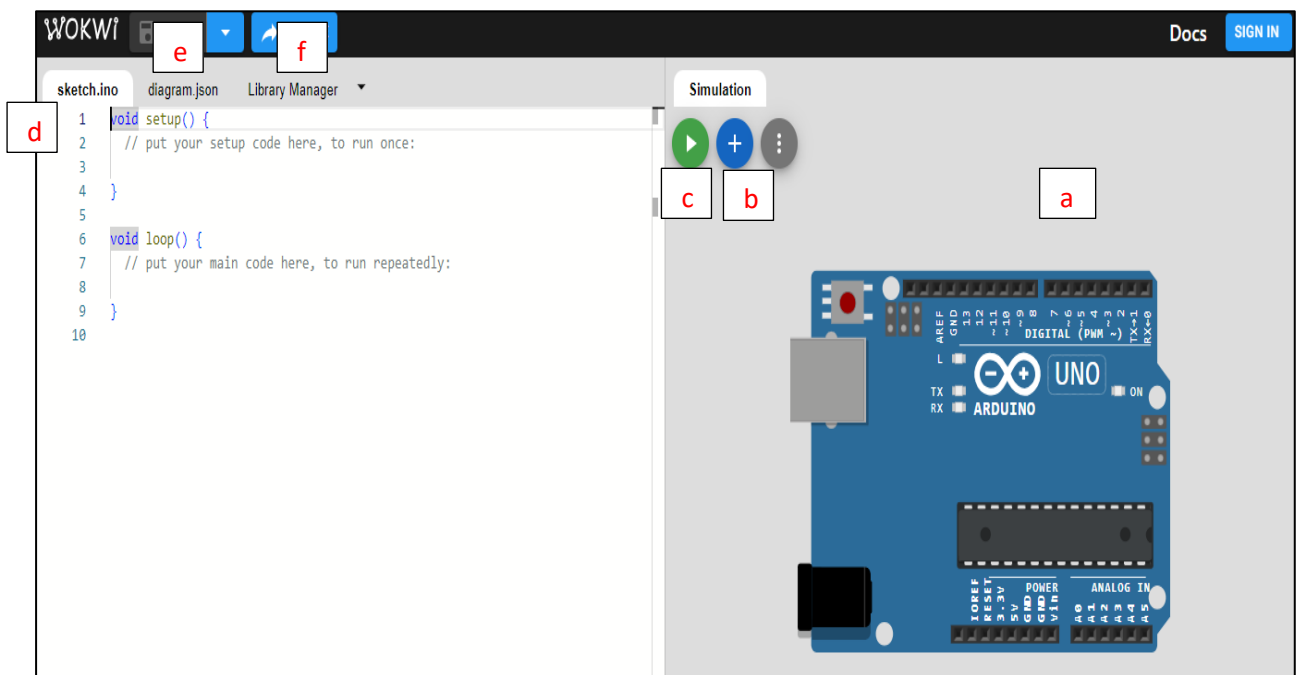 WOKWi
Docs
SIGN IN
e
f
sketch.ino
diagram.json
Library Manager
Simulation
d
1 void setup() {
2 // put your setup code here, to run once:
3
4 }
5
6 void loop() {
7 // put your main code here, to run repeatedly:
8
9 }
10
c
b
a
AREF
GND
13
12
~11
~10
~9
8
7
~6
~5
4
~3
2
TX→1
RX←0
DIGITAL (PWM ~)
L
TX
RX
UNO
ON
ARDUINO
IOREF
RESET
3.3V
5V
GND
GND
Vin
POWER
ANALOG IN
A0
A1
A2
A3
A4
A5